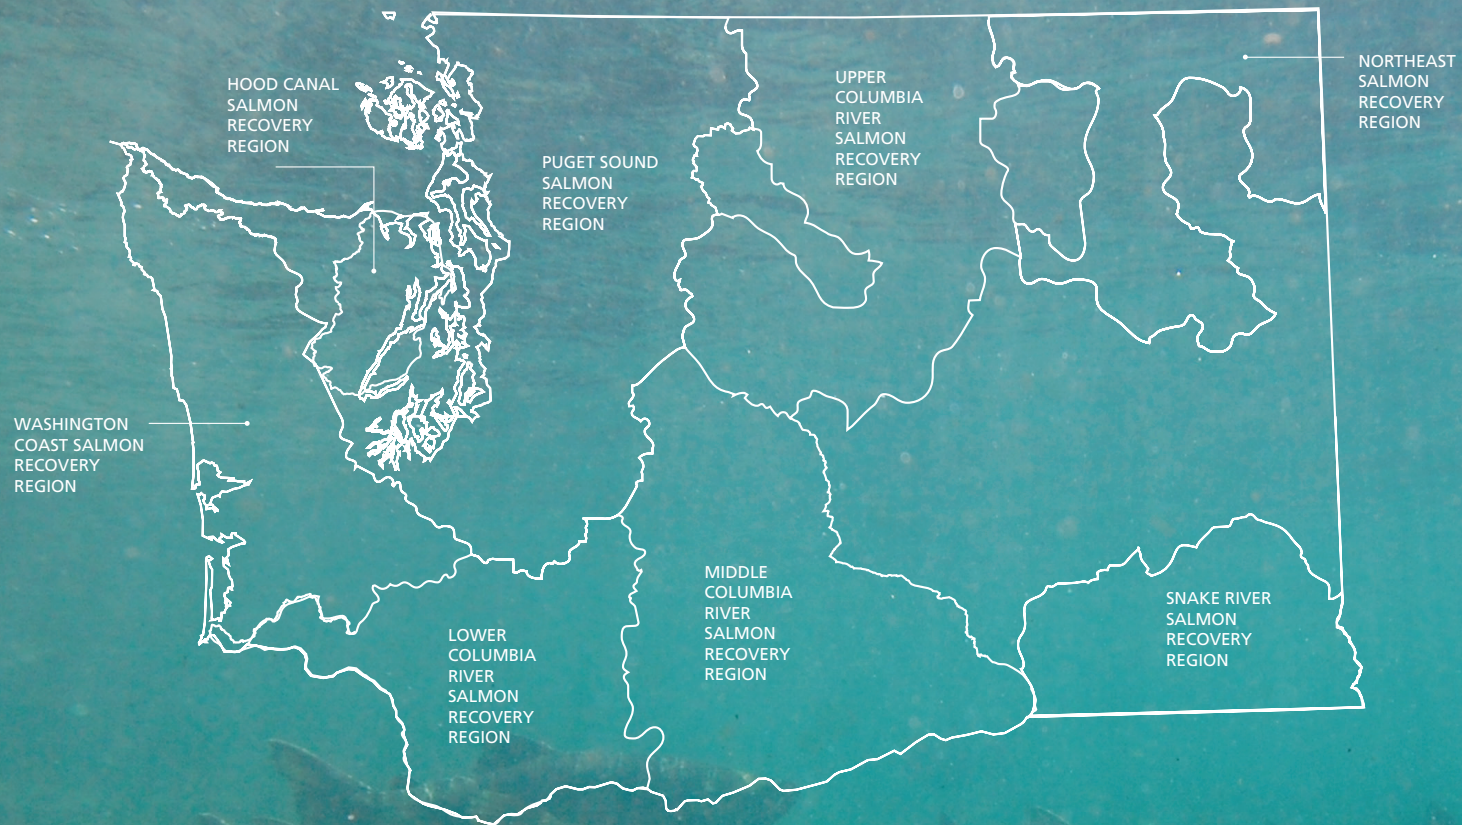 HOOD CANAL
SALMON
RECOVERY
REGION
PUGET SOUND
SALMON
RECOVERY
REGION
UPPER
COLUMBIA
RIVER
SALMON
RECOVERY
REGION
NORTHEAST
SALMON
RECOVERY
REGION
WASHINGTON
COAST SALMON
RECOVERY
REGION
LOWER
COLUMBIA
RIVER
SALMON
RECOVERY
REGION
MIDDLE
COLUMBIA
RIVER
SALMON
RECOVERY
REGION
SNAKE RIVER
SALMON
RECOVERY
REGION